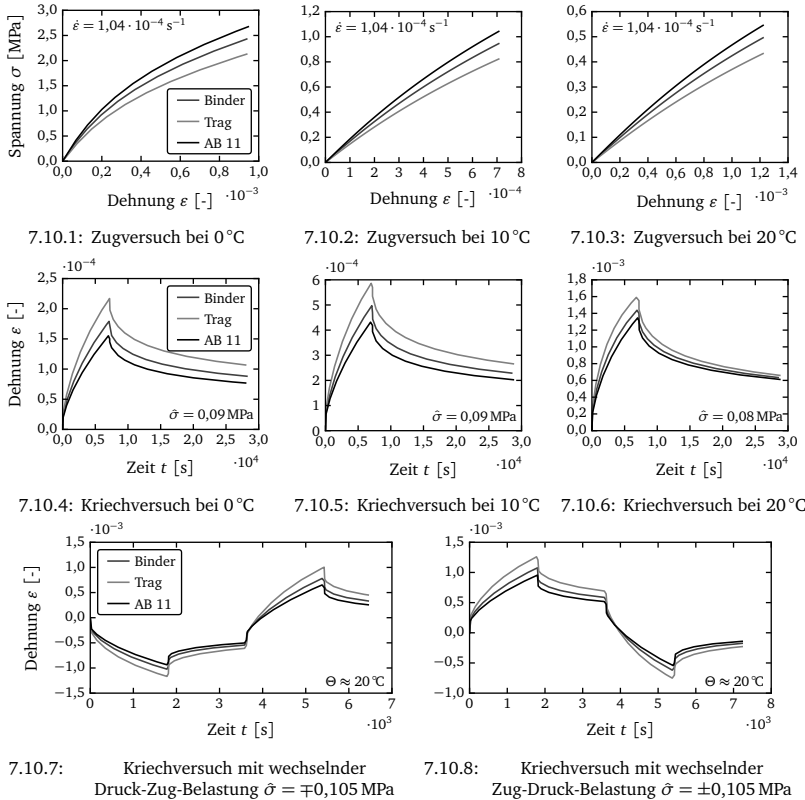 ε̇ = 1,04 · 10⁻⁴ s⁻¹
Spannung σ [MPa]
3,0
2,5
2,0
1,5
1,0
0,5
0,0
Binder
Trag
AB 11
0,0 0,2 0,4 0,6 0,8 1,0
Dehnung ε [-] ·10⁻³
7.10.1: Zugversuch bei 0°C
ε̇ = 1,04 · 10⁻⁴ s⁻¹
1,2
1,0
0,8
0,6
0,4
0,2
0,0
0 1 2 3 4 5 6 7 8
Dehnung ε [-] ·10⁻⁴
7.10.2: Zugversuch bei 10°C
ε̇ = 1,04 · 10⁻⁴ s⁻¹
0,6
0,5
0,4
0,3
0,2
0,1
0,0
0,0 0,2 0,4 0,6 0,8 1,0 1,2 1,4
Dehnung ε [-] ·10⁻³
7.10.3: Zugversuch bei 20°C
·10⁻⁴
Dehnung ε [-]
2,5
2,0
1,5
1,0
0,5
0,0
Binder
Trag
AB 11
σ̂ = 0,09 MPa
0,0 0,5 1,0 1,5 2,0 2,5 3,0
Zeit t [s] ·10⁴
7.10.4: Kriechversuch bei 0°C
·10⁻⁴
6
5
4
3
2
1
0
σ̂ = 0,09 MPa
0,0 0,5 1,0 1,5 2,0 2,5 3,0
Zeit t [s] ·10⁴
7.10.5: Kriechversuch bei 10°C
·10⁻³
1,8
1,6
1,4
1,2
1,0
0,8
0,6
0,4
0,2
0,0
σ̂ = 0,08 MPa
0,0 0,5 1,0 1,5 2,0 2,5 3,0
Zeit t [s] ·10⁴
7.10.6: Kriechversuch bei 20°C
·10⁻³
Dehnung ε [-]
1,5
1,0
0,5
0,0
−0,5
−1,0
−1,5
Binder
Trag
AB 11
Θ ≈ 20°C
0 1 2 3 4 5 6 7
Zeit t [s] ·10³
7.10.7: Kriechversuch mit wechselnder
Druck-Zug-Belastung σ̂ = ∓0,105 MPa
·10⁻³
1,5
1,0
0,5
0,0
−0,5
−1,0
Θ ≈ 20°C
0 1 2 3 4 5 6 7 8
Zeit t [s] ·10³
7.10.8: Kriechversuch mit wechselnder
Zug-Druck-Belastung σ̂ = ±0,105 MPa